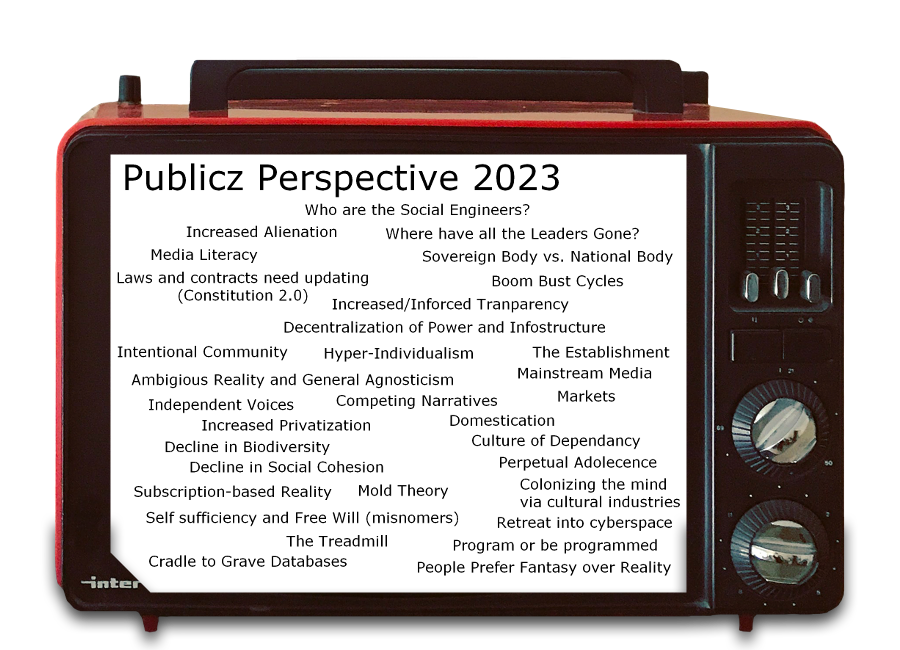 Publicz Perspective 2023
Who are the Social Engineers?
Increased Alienation
Where have all the Leaders Gone?
Media Literacy
Sovereign Body vs. National Body
Laws and contracts need updating
(Constitution 2.0)
Boom Bust Cycles
Increased/Inforced Tranparency
Decentralization of Power and Infostructure
Intentional Community
Hyper-Individualism
The Establishment
Ambigious Reality and General Agnosticism
Mainstream Media
Independent Voices
Competing Narratives
Markets
Increased Privatization
Domestication
Decline in Biodiversity
Culture of Dependancy
Decline in Social Cohesion
Perpetual Adolecence
Subscription-based Reality
Mold Theory
Colonizing the mind
via cultural industries
Self sufficiency and Free Will (misnomers)
Retreat into cyberspace
The Treadmill
Program or be programmed
Cradle to Grave Databases
People Prefer Fantasy over Reality
inter